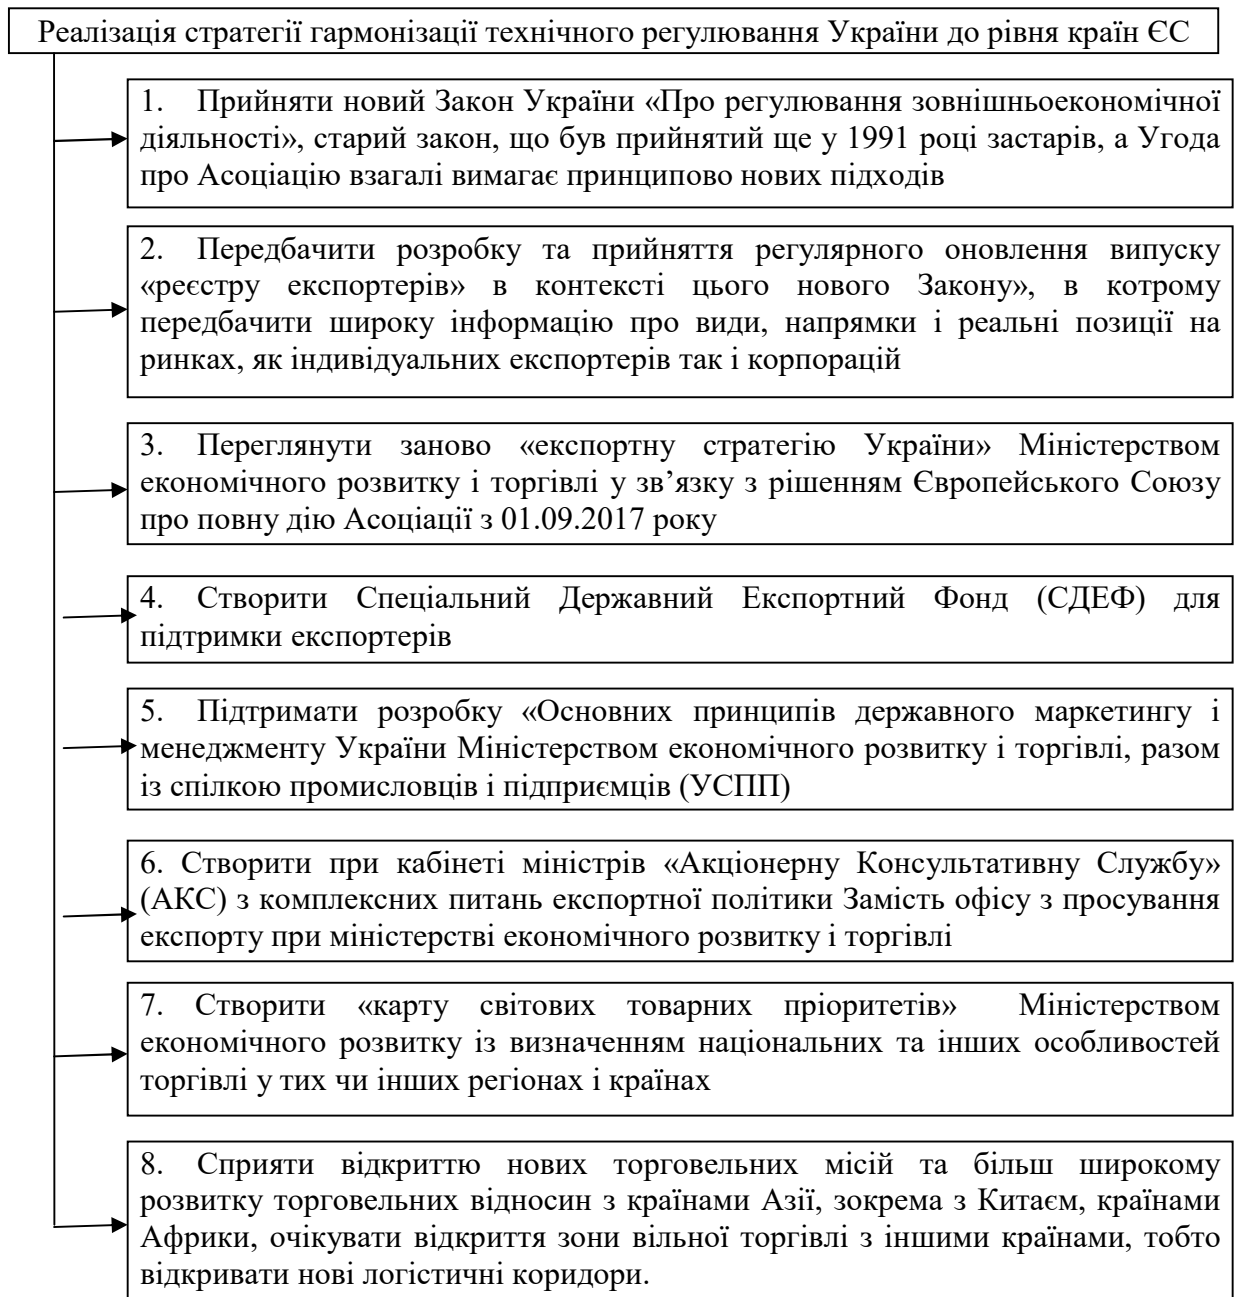 Реалізація стратегії гармонізації технічного регулювання України до рівня країн ЄС
1. Прийняти новий Закон України «Про регулювання зовнішньоекономічної
діяльності», старий закон, що був прийнятий ще у 1991 році застарів, а Угода
про Асоціацію взагалі вимагає принципово нових підходів
2. Передбачити розробку та прийняття регулярного оновлення випуску
«реєстру експортерів» в контексті цього нового Закону», в котрому
передбачити широку інформацію про види, напрямки і реальні позиції на
ринках, як індивідуальних експортерів так і корпорацій
3. Переглянути заново «експортну стратегію України» Міністерством
економічного розвитку і торгівлі у зв’язку з рішенням Європейського Союзу
про повну дію Асоціації з 01.09.2017 року
4. Створити Спеціальний Державний Експортний Фонд (СДЕФ) для
підтримки експортерів
5. Підтримати розробку «Основних принципів державного маркетингу і
менеджменту України Міністерством економічного розвитку і торгівлі, разом
із спілкою промисловців і підприємців (УСПП)
6. Створити при кабінеті міністрів «Акціонерну Консультативну Службу»
(АКС) з комплексних питань експортної політики Замість офісу з просування
експорту при міністерстві економічного розвитку і торгівлі
7. Створити «карту світових товарних пріоритетів» Міністерством
економічного розвитку із визначенням національних та інших особливостей
торгівлі у тих чи інших регіонах і країнах
8. Сприяти відкриттю нових торговельних місій та більш широкому
розвитку торговельних відносин з країнами Азії, зокрема з Китаєм, країнами
Африки, очікувати відкриття зони вільної торгівлі з іншими країнами, тобто
відкривати нові логістичні коридори.